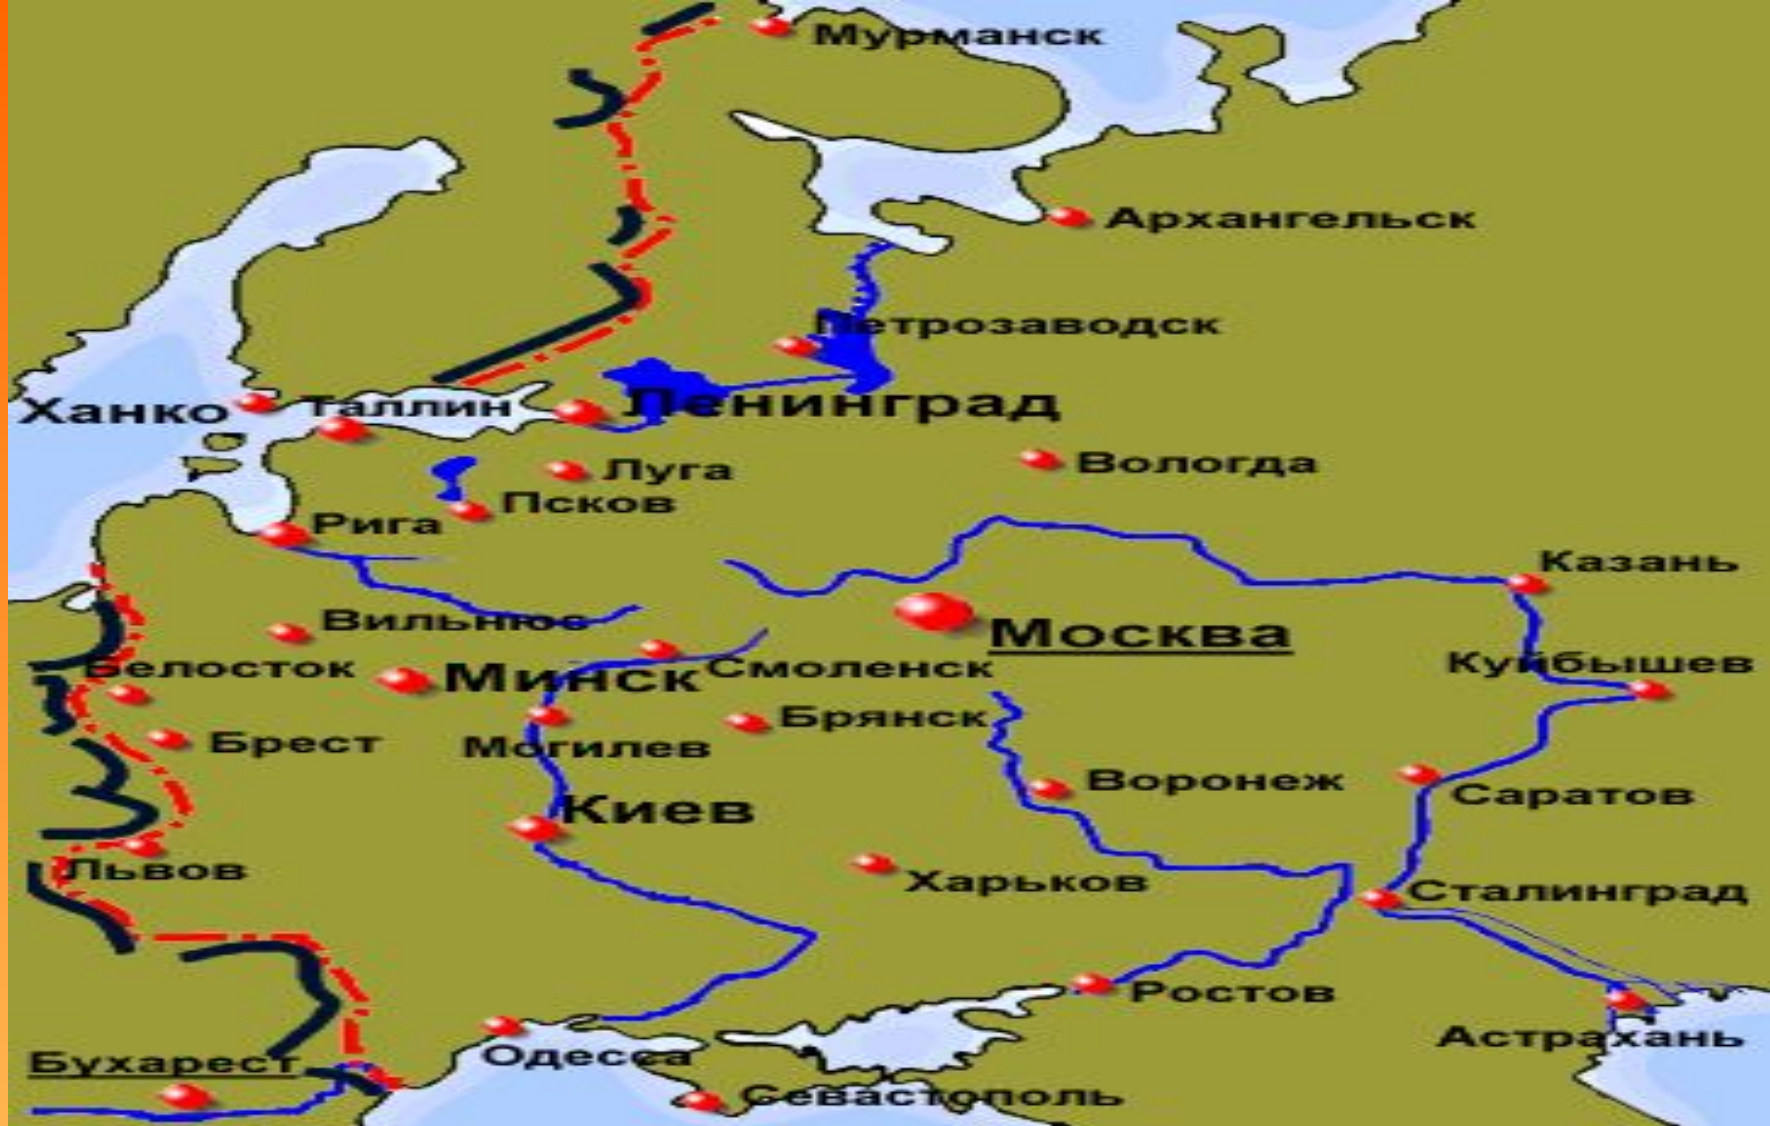 Мурманск
Архангельск
Петрозаводск
Ханко
Таллин
Ленинград
Луга
Вологда
Псков
Рига
Казань
Вильнюс
Москва
Белосток
Минск
Смоленск
Куйбышев
Брест
Могилев
Брянск
Воронеж
Саратов
Киев
Львов
Харьков
Сталинград
Ростов
Астрахань
Бухарест
Одесса
Севастополь